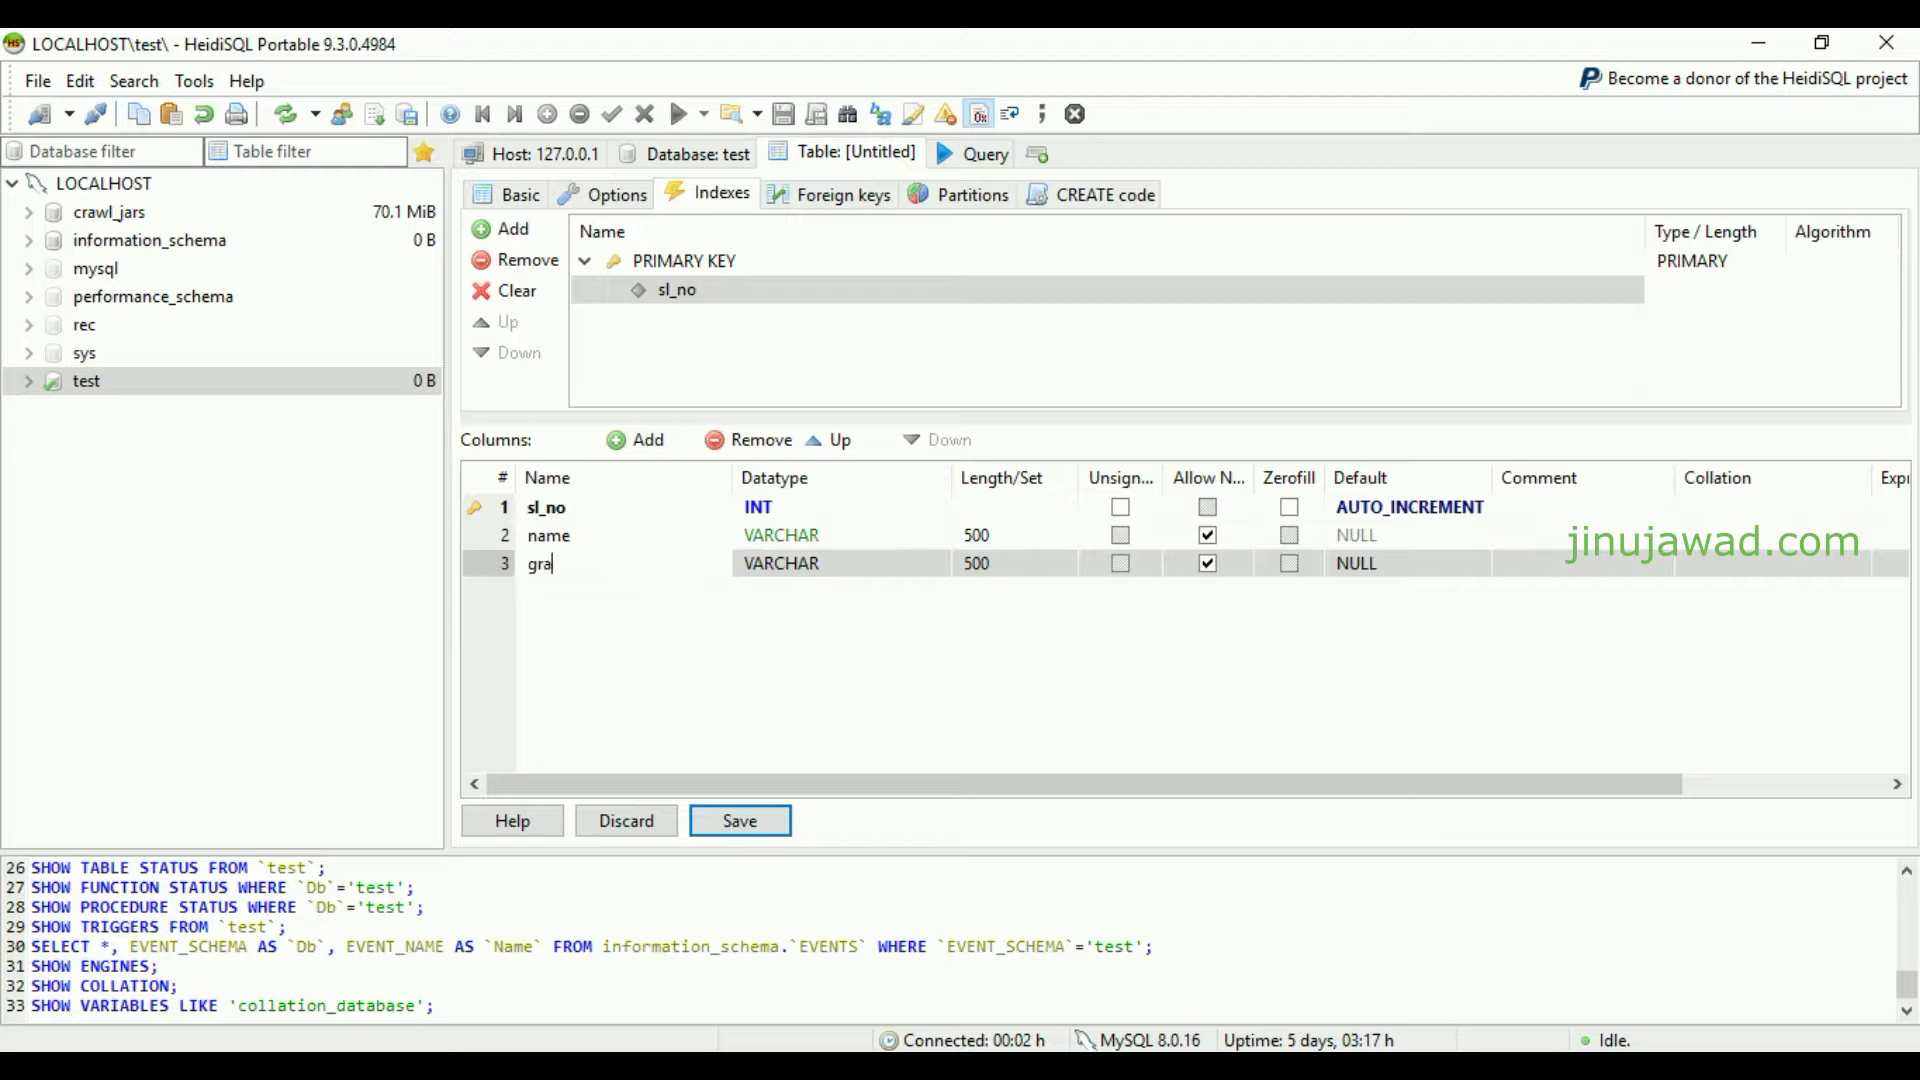 LOCALHOST\test\ - HeidiSQL Portable 9.3.0.4984
File Edit Search Tools Help
Become a donor of the HeidiSQL project
Database filter Table filter
Host: 127.0.0.1 Database: test Table: [Untitled] Query
LOCALHOST
crawl_jars 70.1 MiB
information_schema 0 B
mysql
performance_schema
rec
sys
test 0 B
Basic Options Indexes Foreign keys Partitions CREATE code
Add
Remove
Clear
Up
Down
Name Type / Length Algorithm
PRIMARY KEY PRIMARY
sl_no
Columns: Add Remove Up Down
# Name Datatype Length/Set Unsign... Allow N... Zerofill Default Comment Collation Expr
1 sl_no INT AUTO_INCREMENT
2 name VARCHAR 500 NULL
3 gra VARCHAR 500 NULL
jinujawad.com
Help Discard Save
26 SHOW TABLE STATUS FROM `test`;
27 SHOW FUNCTION STATUS WHERE `Db`='test';
28 SHOW PROCEDURE STATUS WHERE `Db`='test';
29 SHOW TRIGGERS FROM `test`;
30 SELECT *, EVENT_SCHEMA AS `Db`, EVENT_NAME AS `Name` FROM information_schema.`EVENTS` WHERE `EVENT_SCHEMA`='test';
31 SHOW ENGINES;
32 SHOW COLLATION;
33 SHOW VARIABLES LIKE 'collation_database';
Connected: 00:02 h MySQL 8.0.16 Uptime: 5 days, 03:17 h Idle.